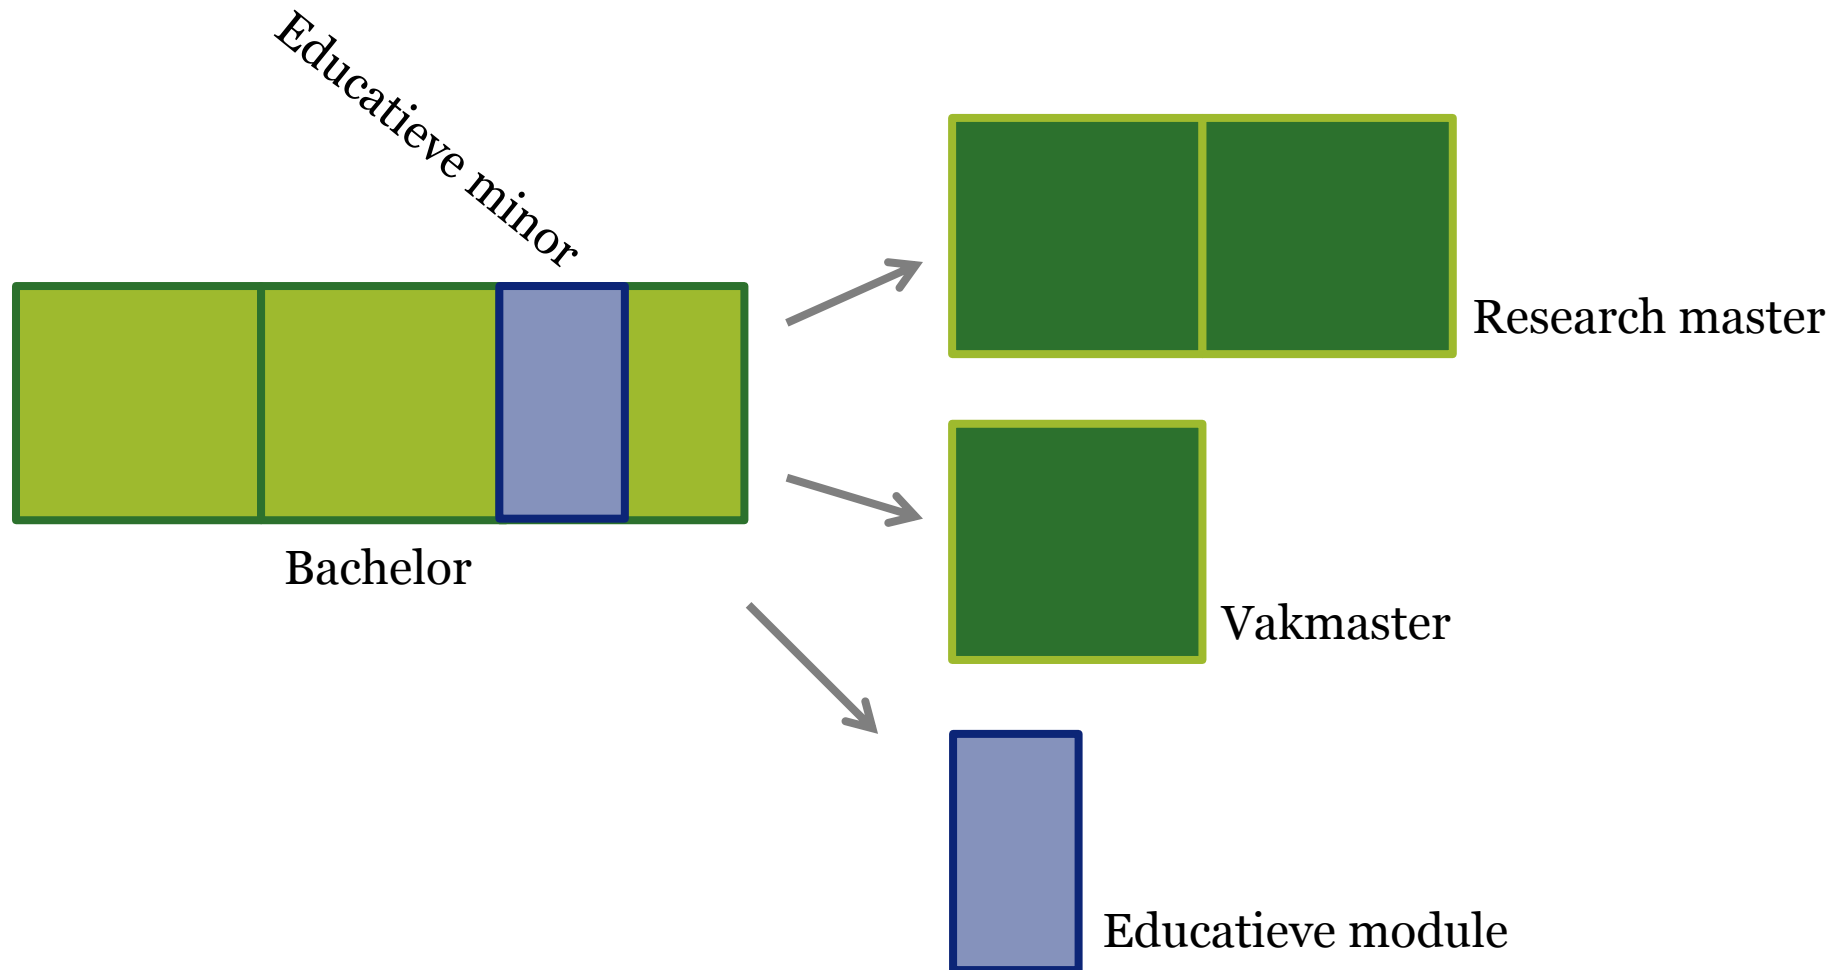 Educatieve minor
Research master
Bachelor
Vakmaster
Educatieve module